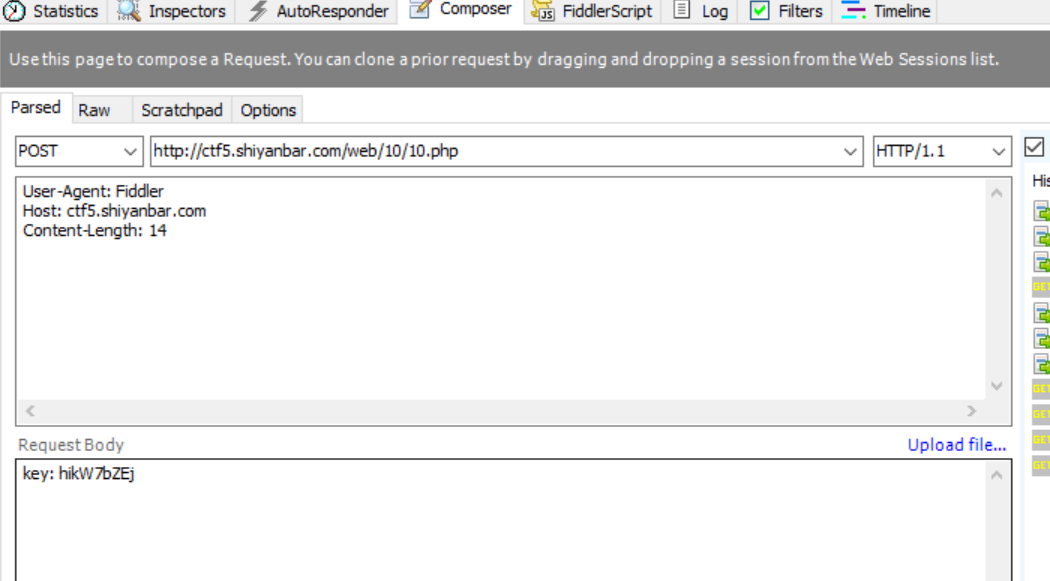 Statistics Inspectors AutoResponder Composer FiddlerScript Log Filters Timeline
Use this page to compose a Request. You can clone a prior request by dragging and dropping a session from the Web Sessions list.
Parsed Raw Scratchpad Options
POST http://ctf5.shiyanbar.com/web/10/10.php HTTP/1.1
User-Agent: Fiddler
Host: ctf5.shiyanbar.com
Content-Length: 14
Request Body Upload file...
key: hikW7bZEj